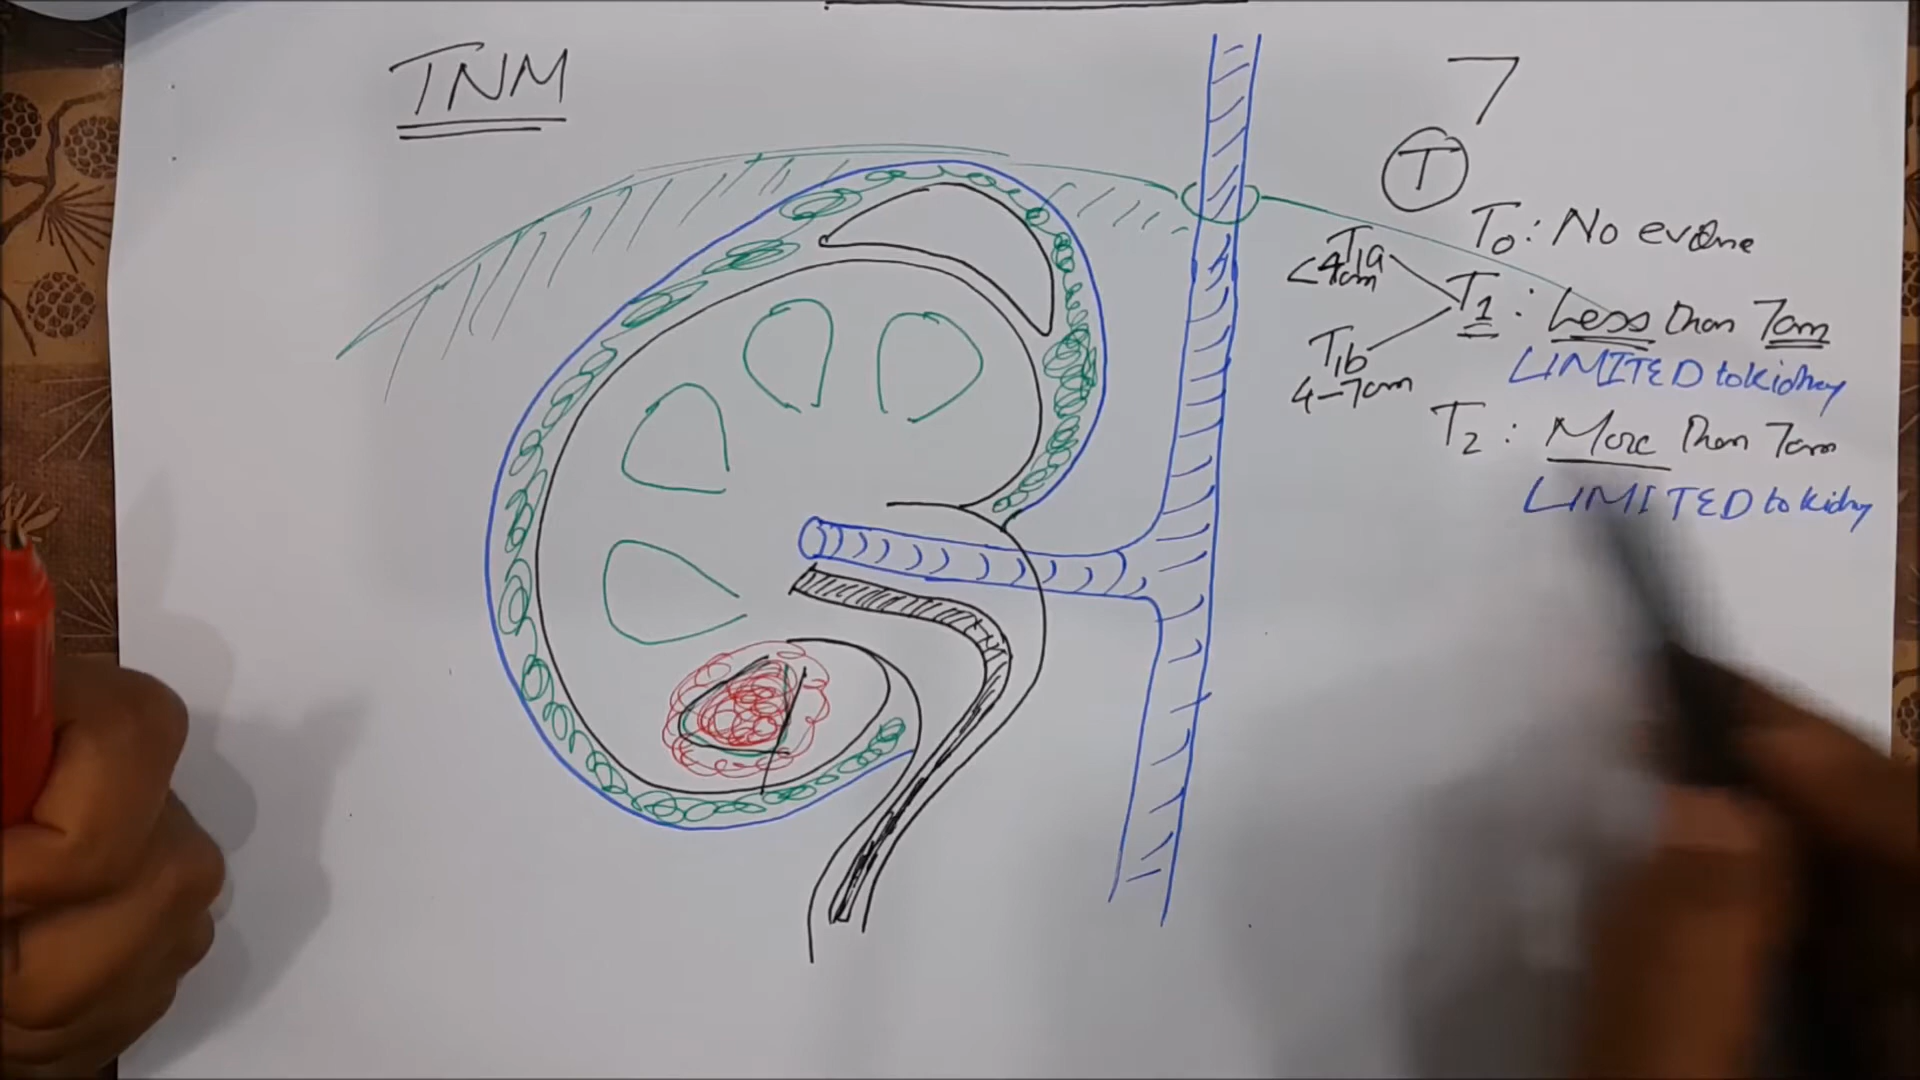 TNM
7
T
T0: No evidence
T1a
<4cm
T1: Less than 7cm
LIMITED to kidney
T1b
4-7cm
T2: More than 7cm
LIMITED to kidney